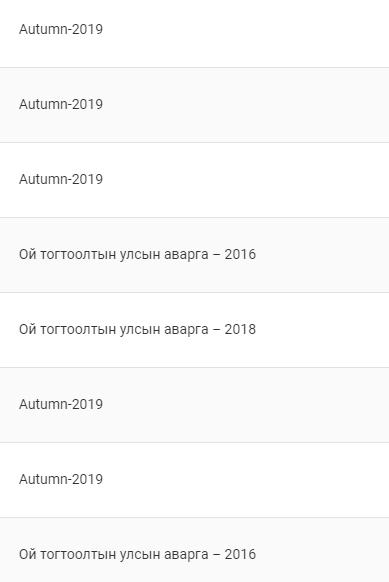 Autumn-2019
Autumn-2019
Autumn-2019
Ой тогтоолтын улсын аварга – 2016
Ой тогтоолтын улсын аварга – 2018
Autumn-2019
Autumn-2019
Ой тогтоолтын улсын аварга – 2016